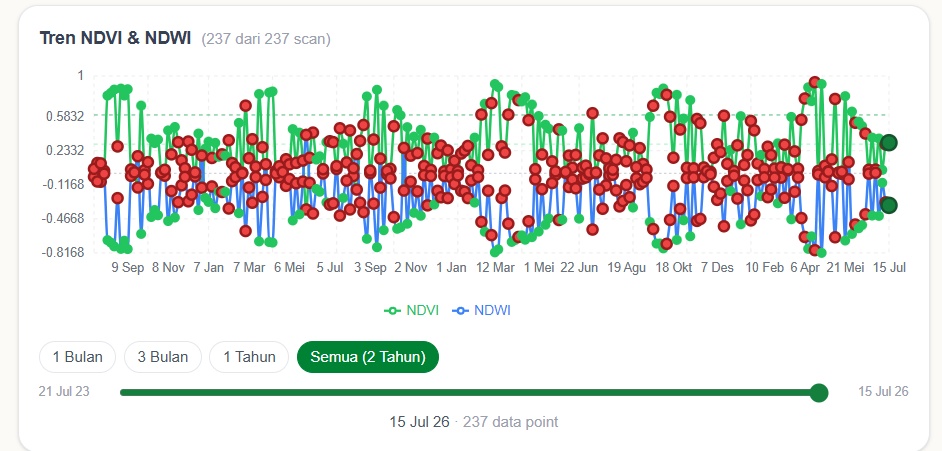 Tren NDVI & NDWI (237 dari 237 scan)
1
0.5832
0.2332
-0.1168
-0.4668
-0.8168
9 Sep 8 Nov 7 Jan 7 Mar 6 Mei 5 Jul 3 Sep 2 Nov 1 Jan 12 Mar 1 Mei 22 Jun 19 Agu 18 Okt 7 Des 10 Feb 6 Apr 21 Mei 15 Jul
NDVI NDWI
1 Bulan 3 Bulan 1 Tahun Semua (2 Tahun)
21 Jul 23 15 Jul 26
15 Jul 26 · 237 data point